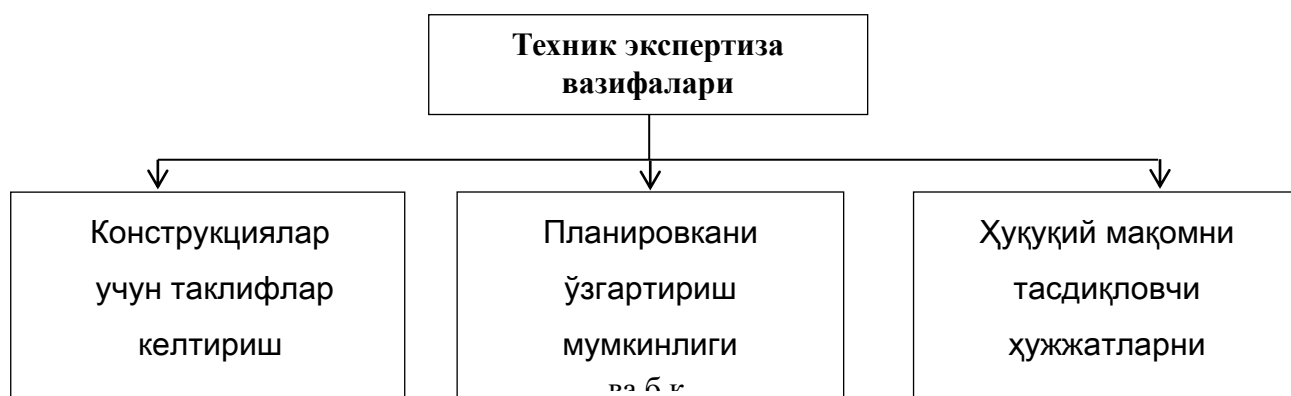 Техник экспертиза
вазифалари
Конструкциялар
учун таклифлар
келтириш
Планировкани
ўзгартириш
мумкинлиги
Ҳуқуқий мақомни
тасдиқловчи
ҳужжатларни